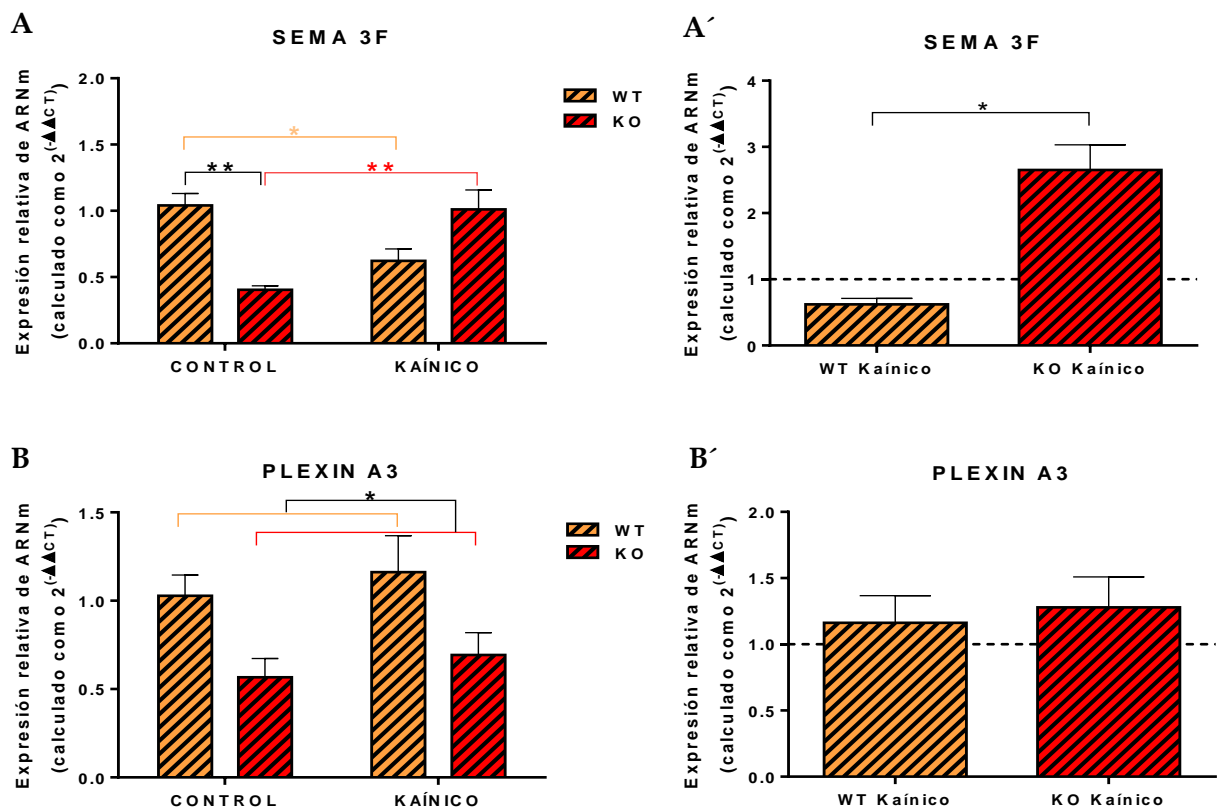 A
SEMA 3F
Expresión relativa de ARNm
(calculado como 2(-▲▲CT))
2.0
1.5
1.0
0.5
0.0
*
**
**
CONTROL
KAÍNICO
WT
KO
A´
SEMA 3F
Expresión relativa de ARNm
(calculado como 2(-▲▲CT))
4
3
2
1
0
*
WT Kaínico
KO Kaínico
B
PLEXIN A3
Expresión relativa de ARNm
(calculado como 2(-▲▲CT))
1.5
1.0
0.5
0.0
*
CONTROL
KAÍNICO
WT
KO
B´
PLEXIN A3
Expresión relativa de ARNm
(calculado como 2(-▲▲CT))
2.0
1.5
1.0
0.5
0.0
WT Kaínico
KO Kaínico